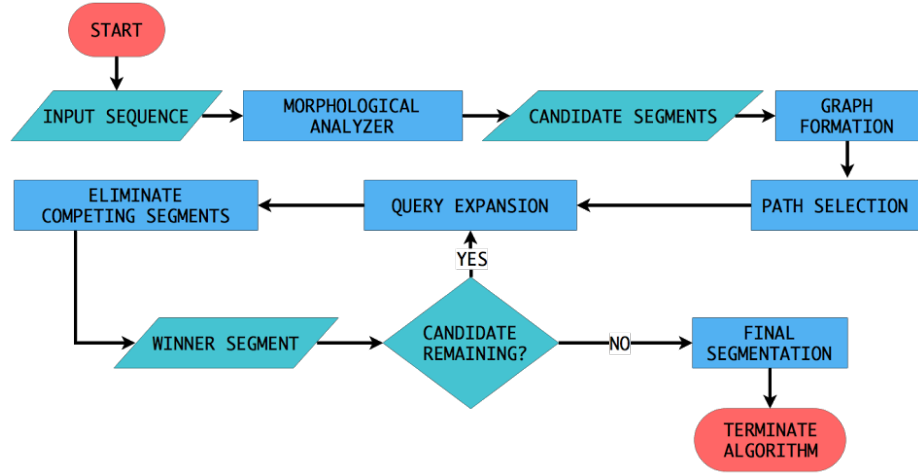 START
INPUT SEQUENCE
MORPHOLOGICAL
ANALYZER
CANDIDATE SEGMENTS
GRAPH
FORMATION
PATH SELECTION
QUERY EXPANSION
ELIMINATE
COMPETING SEGMENTS
WINNER SEGMENT
CANDIDATE
REMAINING?
YES
NO
FINAL
SEGMENTATION
TERMINATE
ALGORITHM